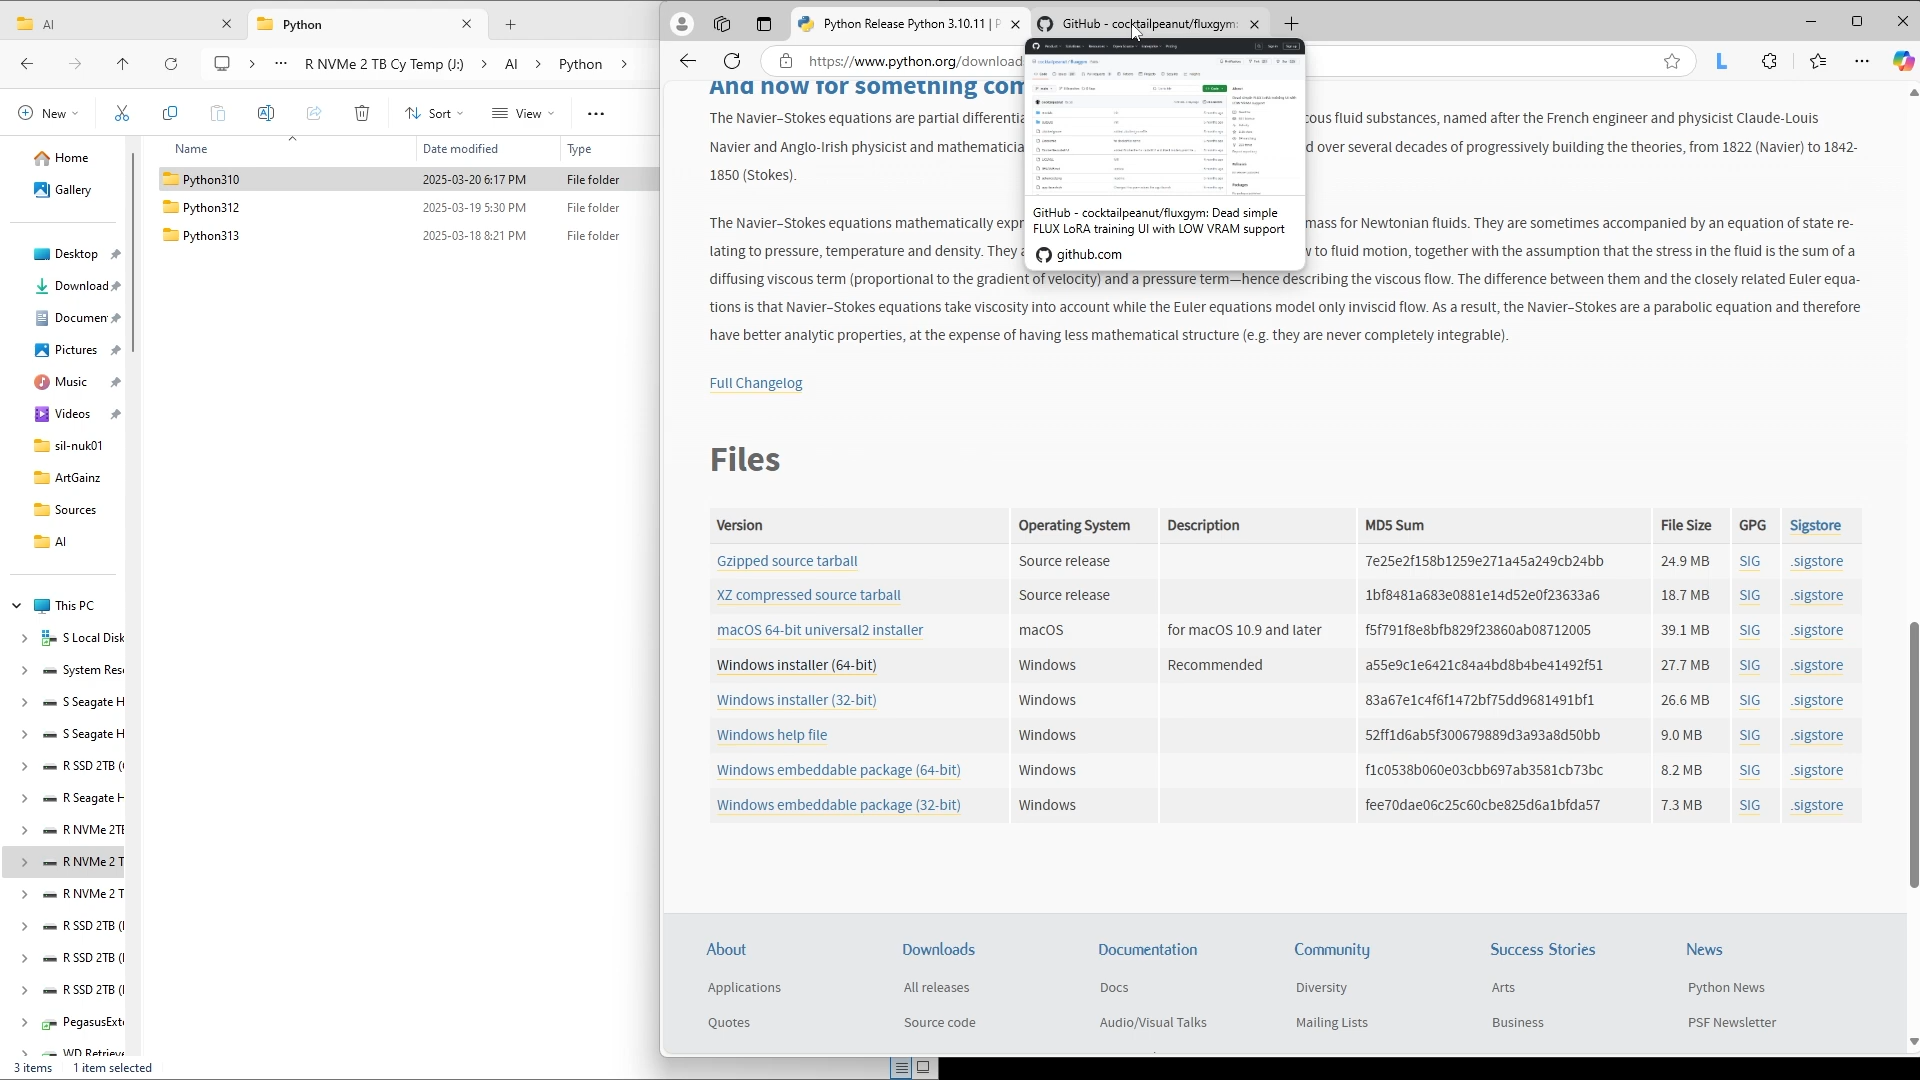 AI
Python
R NVMe 2 TB Cy Temp (J:)
AI
Python
New
Sort
View
Name
Date modified
Type
Python310
2025-03-20 6:17 PM
File folder
Python312
2025-03-19 5:30 PM
File folder
Python313
2025-03-18 8:21 PM
File folder
Home
Gallery
Desktop
Download
Documen
Pictures
Music
Videos
sil-nuk01
ArtGainz
Sources
AI
This PC
S Local Disk
System Rese
S Seagate H
S Seagate H
R SSD 2TB (
R Seagate H
R NVMe 2TE
R NVMe 2 T
R NVMe 2 T
R SSD 2TB (
R SSD 2TB (
R SSD 2TB (
PegasusExte
WD Retrieve
3 items
1 item selected
Python Release Python 3.10.11 | P
GitHub - cocktailpeanut/fluxgym:
https://www.python.org/download
And now for something com
The Navier–Stokes equations are partial differentia
cous fluid substances, named after the French engineer and physicist Claude-Louis
Navier and Anglo-Irish physicist and mathematicia
d over several decades of progressively building the theories, from 1822 (Navier) to 1842-
1850 (Stokes).
The Navier–Stokes equations mathematically expr
mass for Newtonian fluids. They are sometimes accompanied by an equation of state re-
lating to pressure, temperature and density. They a
w to fluid motion, together with the assumption that the stress in the fluid is the sum of a
diffusing viscous term (proportional to the gradient of velocity) and a pressure term—hence describing the viscous flow. The difference between them and the closely related Euler equa-
tions is that Navier–Stokes equations take viscosity into account while the Euler equations model only inviscid flow. As a result, the Navier–Stokes are a parabolic equation and therefore
have better analytic properties, at the expense of having less mathematical structure (e.g. they are never completely integrable).
GitHub - cocktailpeanut/fluxgym: Dead simple
FLUX LoRA training UI with LOW VRAM support
github.com
Full Changelog
Files
Version
Operating System
Description
MD5 Sum
File Size
GPG
Sigstore
Gzipped source tarball
Source release
7e25e2f158b1259e271a45a249cb24bb
24.9 MB
SIG
.sigstore
XZ compressed source tarball
Source release
1bf8481a683e0881e14d52e0f23633a6
18.7 MB
SIG
.sigstore
macOS 64-bit universal2 installer
macOS
for macOS 10.9 and later
f5f791f8e8bfb829f23860ab08712005
39.1 MB
SIG
.sigstore
Windows installer (64-bit)
Windows
Recommended
a55e9c1e6421c84a4bd8b4be41492f51
27.7 MB
SIG
.sigstore
Windows installer (32-bit)
Windows
83a67e1c4f6f1472bf75dd9681491bf1
26.6 MB
SIG
.sigstore
Windows help file
Windows
52ff1d6ab5f300679889d3a93a8d50bb
9.0 MB
SIG
.sigstore
Windows embeddable package (64-bit)
Windows
f1c0538b060e03cbb697ab3581cb73bc
8.2 MB
SIG
.sigstore
Windows embeddable package (32-bit)
Windows
fee70dae06c25c60cbe825d6a1bfda57
7.3 MB
SIG
.sigstore
About
Downloads
Documentation
Community
Success Stories
News
Applications
All releases
Docs
Diversity
Arts
Python News
Quotes
Source code
Audio/Visual Talks
Mailing Lists
Business
PSF Newsletter